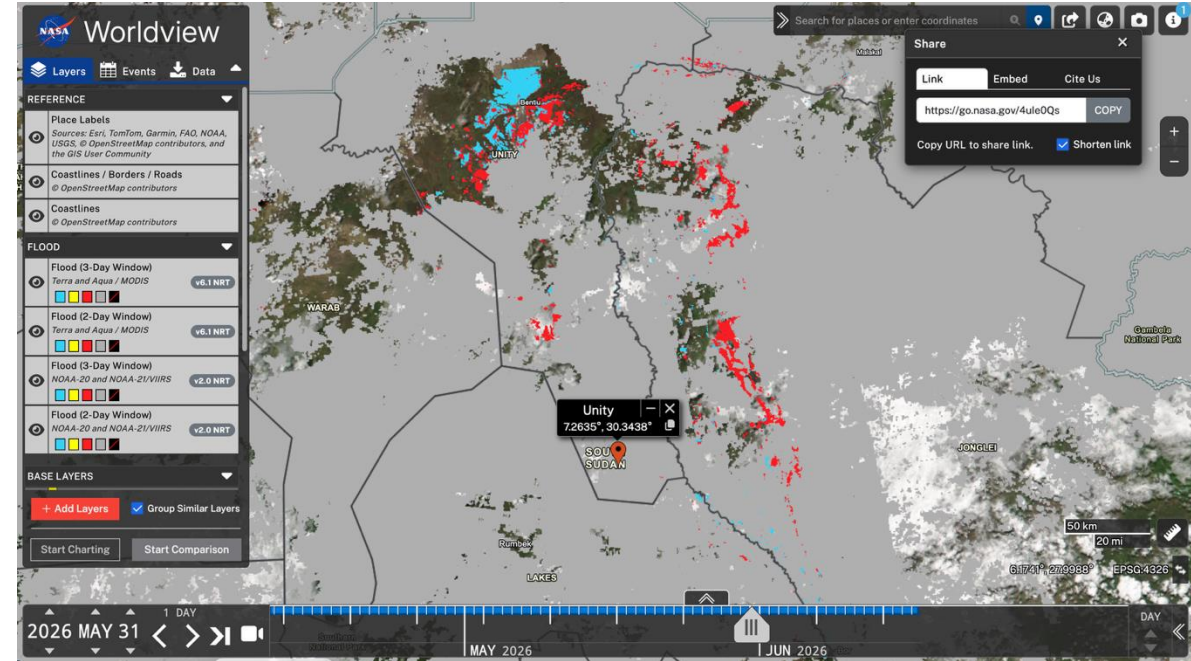 NASA Worldview
Search for places or enter coordinates
1
Layers Events Data
REFERENCE
Place Labels
Sources: Esri, TomTom, Garmin, FAO, NOAA,
USGS, © OpenStreetMap contributors, and
the GIS User Community
Coastlines / Borders / Roads
© OpenStreetMap contributors
Coastlines
© OpenStreetMap contributors
FLOOD
Flood (3-Day Window)
Terra and Aqua / MODIS v6.1 NRT
Flood (2-Day Window)
Terra and Aqua / MODIS v6.1 NRT
Flood (3-Day Window)
NOAA-20 and NOAA-21/VIIRS v2.0 NRT
Flood (2-Day Window)
NOAA-20 and NOAA-21/VIIRS v2.0 NRT
BASE LAYERS
+ Add Layers Group Similar Layers
Start Charting Start Comparison
Share
Link Embed Cite Us
https://go.nasa.gov/4ule0Qs COPY
Copy URL to share link. Shorten link
+
−
Malakal
Bentiu
UNITY
WARAB
Gambela
National Park
Unity
7.2635°, 30.3438°
SOUTH
SUDAN
JONGLEI
Rumbek
LAKES
50 km
20 mi
EPSG:4326
1 DAY
2026 MAY 31
MAY 2026
JUN 2026
DAY